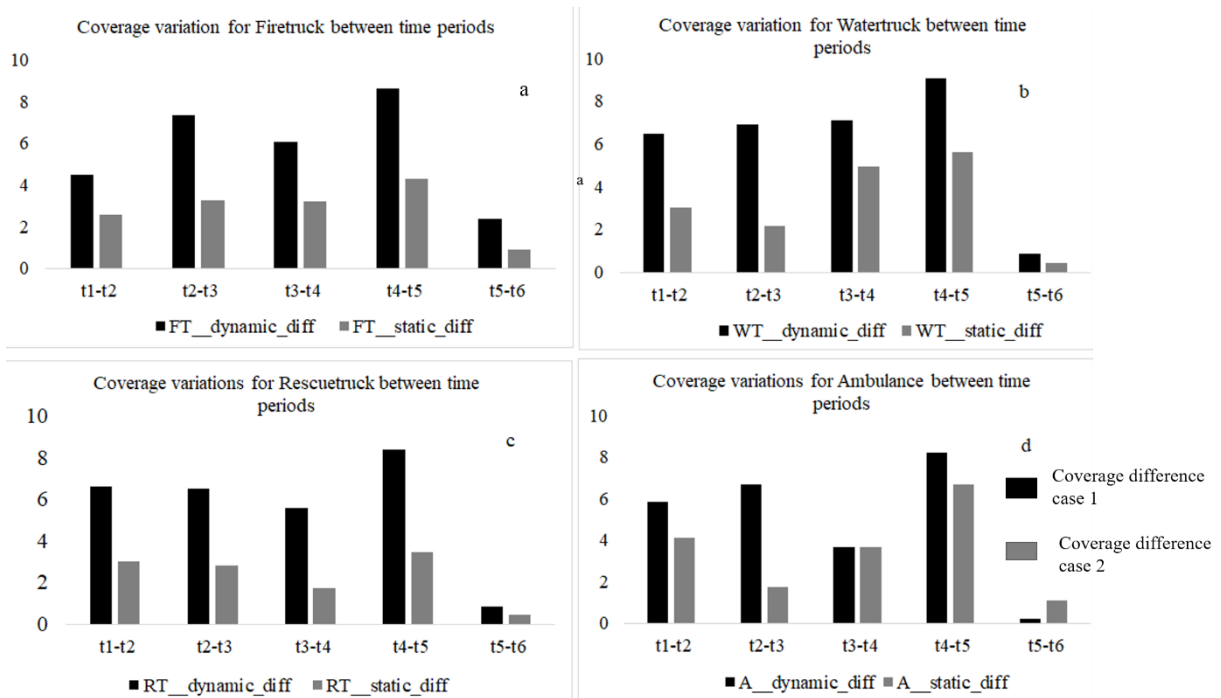 Coverage variation for Firetruck between time periods
a
10
8
6
4
2
0
t1-t2 t2-t3 t3-t4 t4-t5 t5-t6
FT__dynamic_diff FT__static_diff
Coverage variation for Watertruck between time
periods
b
10
8
6
a
4
2
0
t1-t2 t2-t3 t3-t4 t4-t5 t5-t6
WT__dynamic_diff WT__static_diff
Coverage variations for Rescuetruck between time
periods
c
10
8
6
4
2
0
t1-t2 t2-t3 t3-t4 t4-t5 t5-t6
RT__dynamic_diff RT__static_diff
Coverage variations for Ambulance between time
periods
d
10
8
6
4
2
0
t1-t2 t2-t3 t3-t4 t4-t5 t5-t6
A__dynamic_diff A__static_diff
Coverage difference
case 1
Coverage difference
case 2